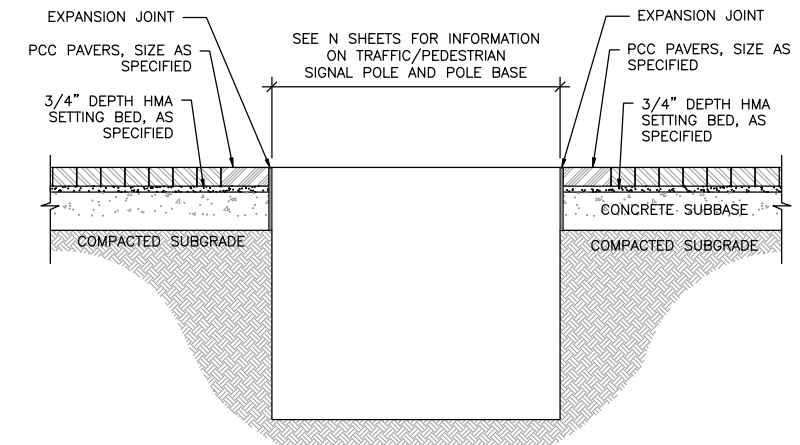 EXPANSION JOINT
PCC PAVERS, SIZE AS
SPECIFIED
3/4" DEPTH HMA
SETTING BED, AS
SPECIFIED
SEE N SHEETS FOR INFORMATION
ON TRAFFIC/PEDESTRIAN
SIGNAL POLE AND POLE BASE
EXPANSION JOINT
PCC PAVERS, SIZE AS
SPECIFIED
3/4" DEPTH HMA
SETTING BED, AS
SPECIFIED
CONCRETE SUBBASE
COMPACTED SUBGRADE
COMPACTED SUBGRADE